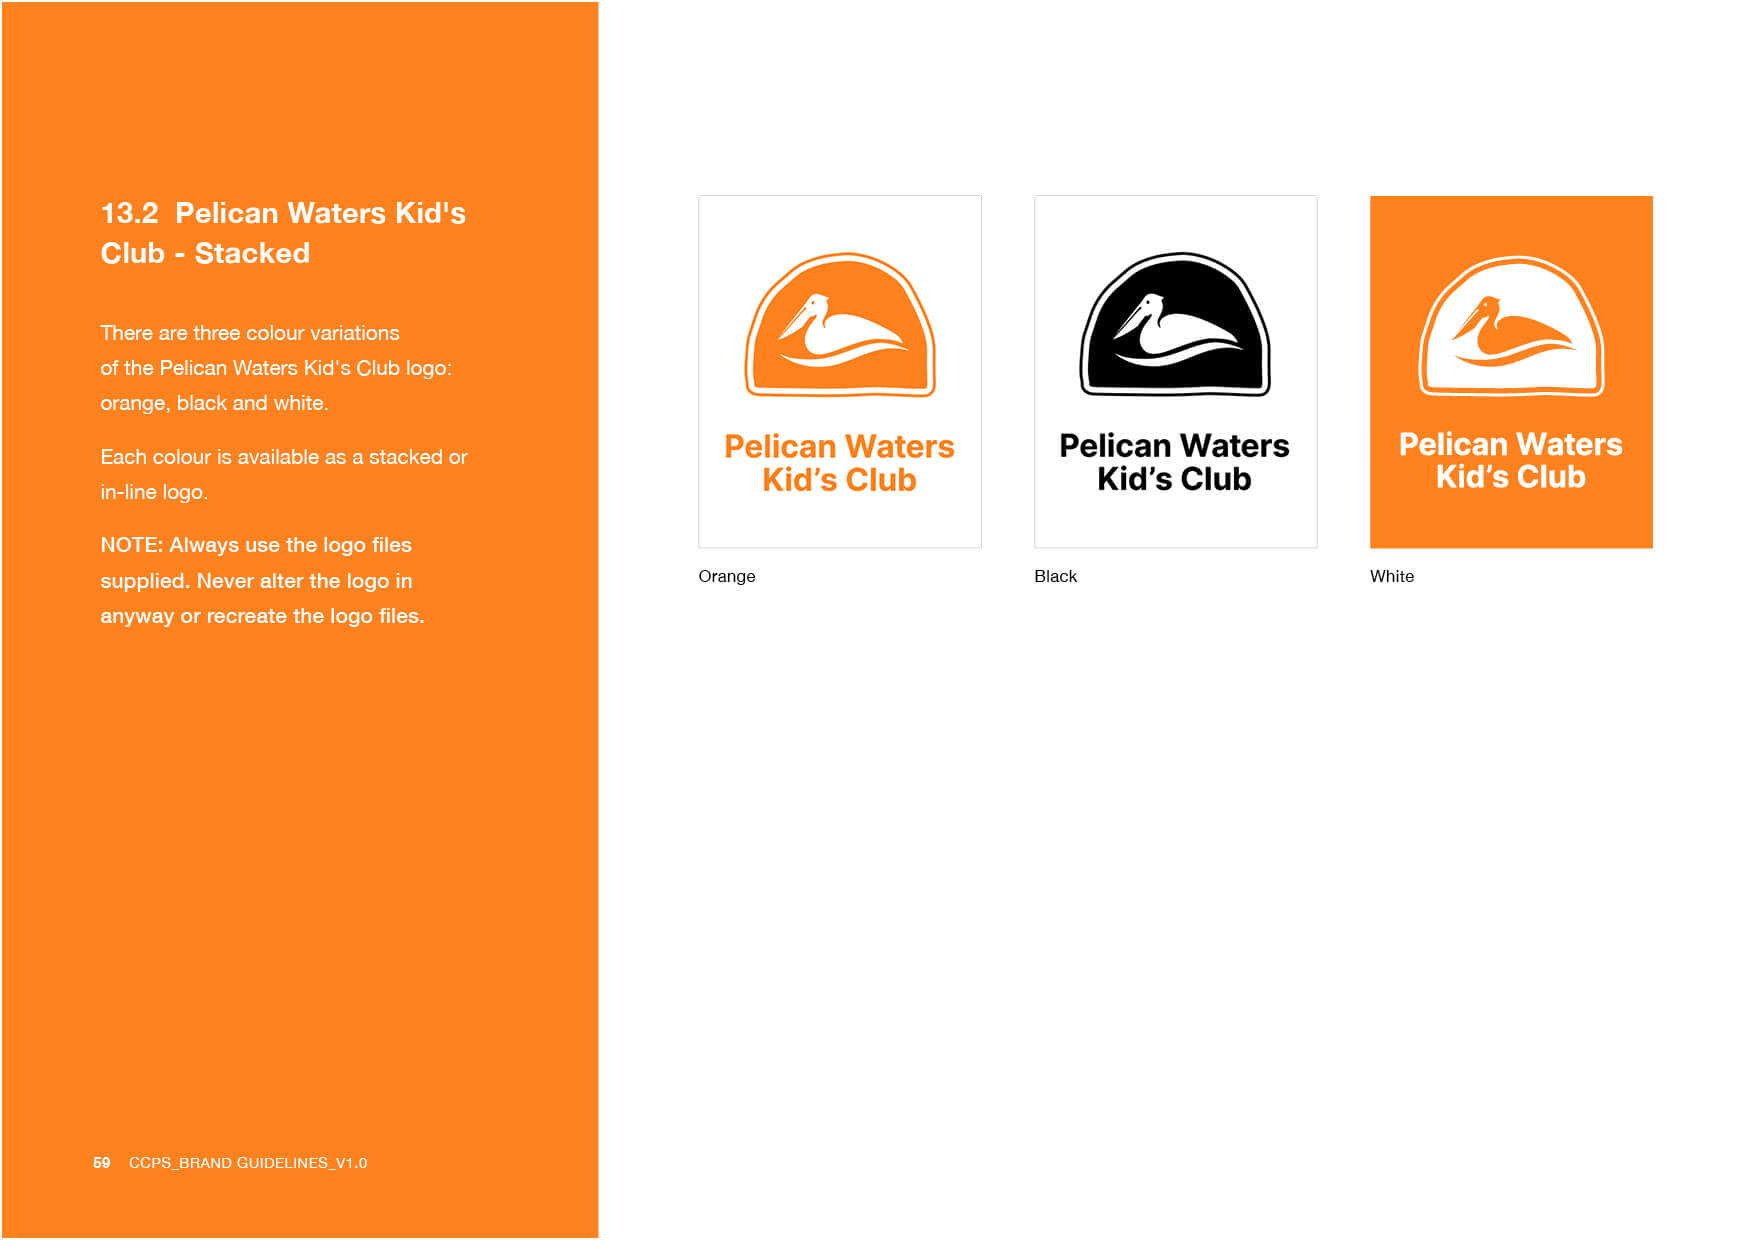 13.2  Pelican Waters Kid's
Club - Stacked
There are three colour variations
of the Pelican Waters Kid's Club logo:
orange, black and white.
Each colour is available as a stacked or
in-line logo.
NOTE: Always use the logo files
supplied. Never alter the logo in
anyway or recreate the logo files.
Pelican Waters
Kid’s Club
Orange
Pelican Waters
Kid’s Club
Black
Pelican Waters
Kid’s Club
White
59 CCPS_BRAND GUIDELINES_V1.0